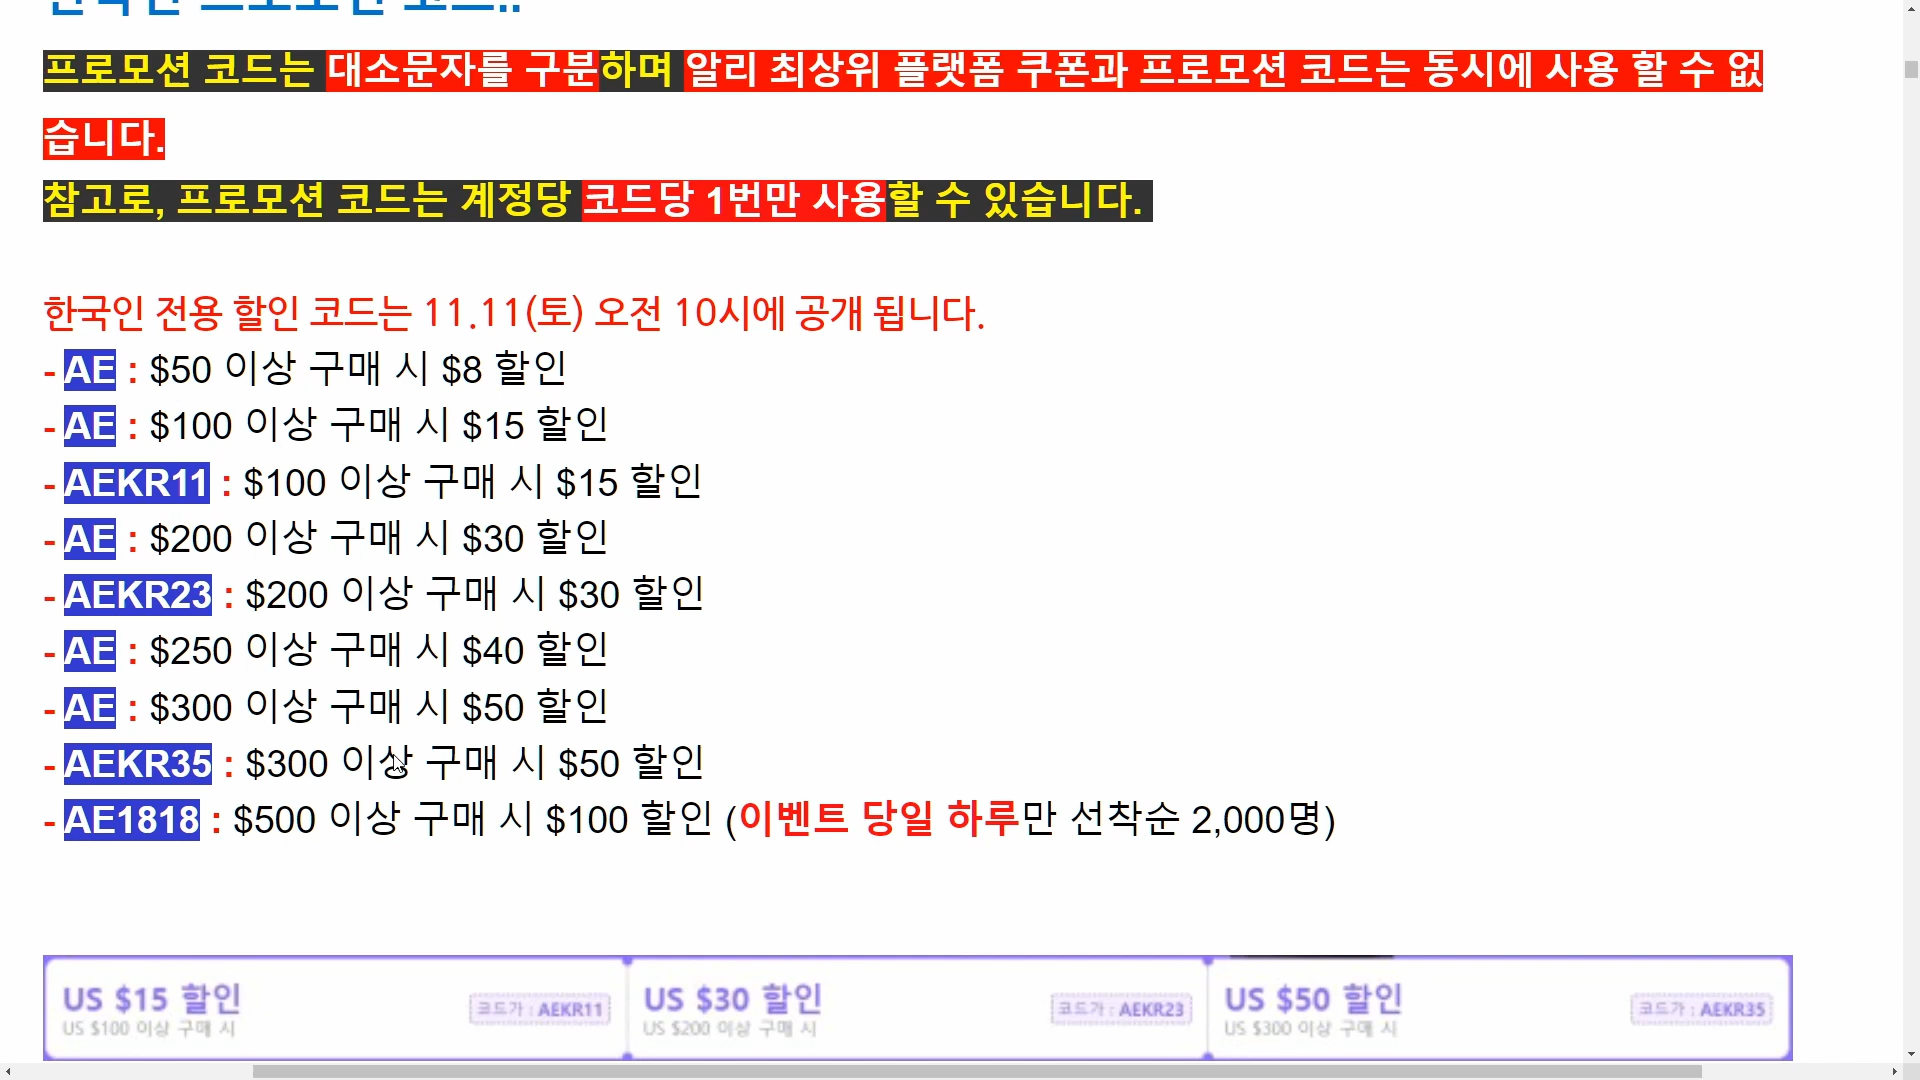 프로모션 코드는 대소문자를 구분하며 알리 최상위 플랫폼 쿠폰과 프로모션 코드는 동시에 사용 할 수 없
습니다.
참고로, 프로모션 코드는 계정당 코드당 1번만 사용할 수 있습니다.
한국인 전용 할인 코드는 11.11(토) 오전 10시에 공개 됩니다.
- AE : $50 이상 구매 시 $8 할인
- AE : $100 이상 구매 시 $15 할인
- AEKR11 : $100 이상 구매 시 $15 할인
- AE : $200 이상 구매 시 $30 할인
- AEKR23 : $200 이상 구매 시 $30 할인
- AE : $250 이상 구매 시 $40 할인
- AE : $300 이상 구매 시 $50 할인
- AEKR35 : $300 이상 구매 시 $50 할인
- AE1818 : $500 이상 구매 시 $100 할인 (이벤트 당일 하루만 선착순 2,000명)
US $15 할인
US $100 이상 구매 시
코드가 : AEKR11
US $30 할인
US $200 이상 구매 시
코드가 : AEKR23
US $50 할인
US $300 이상 구매 시
코드가 : AEKR35